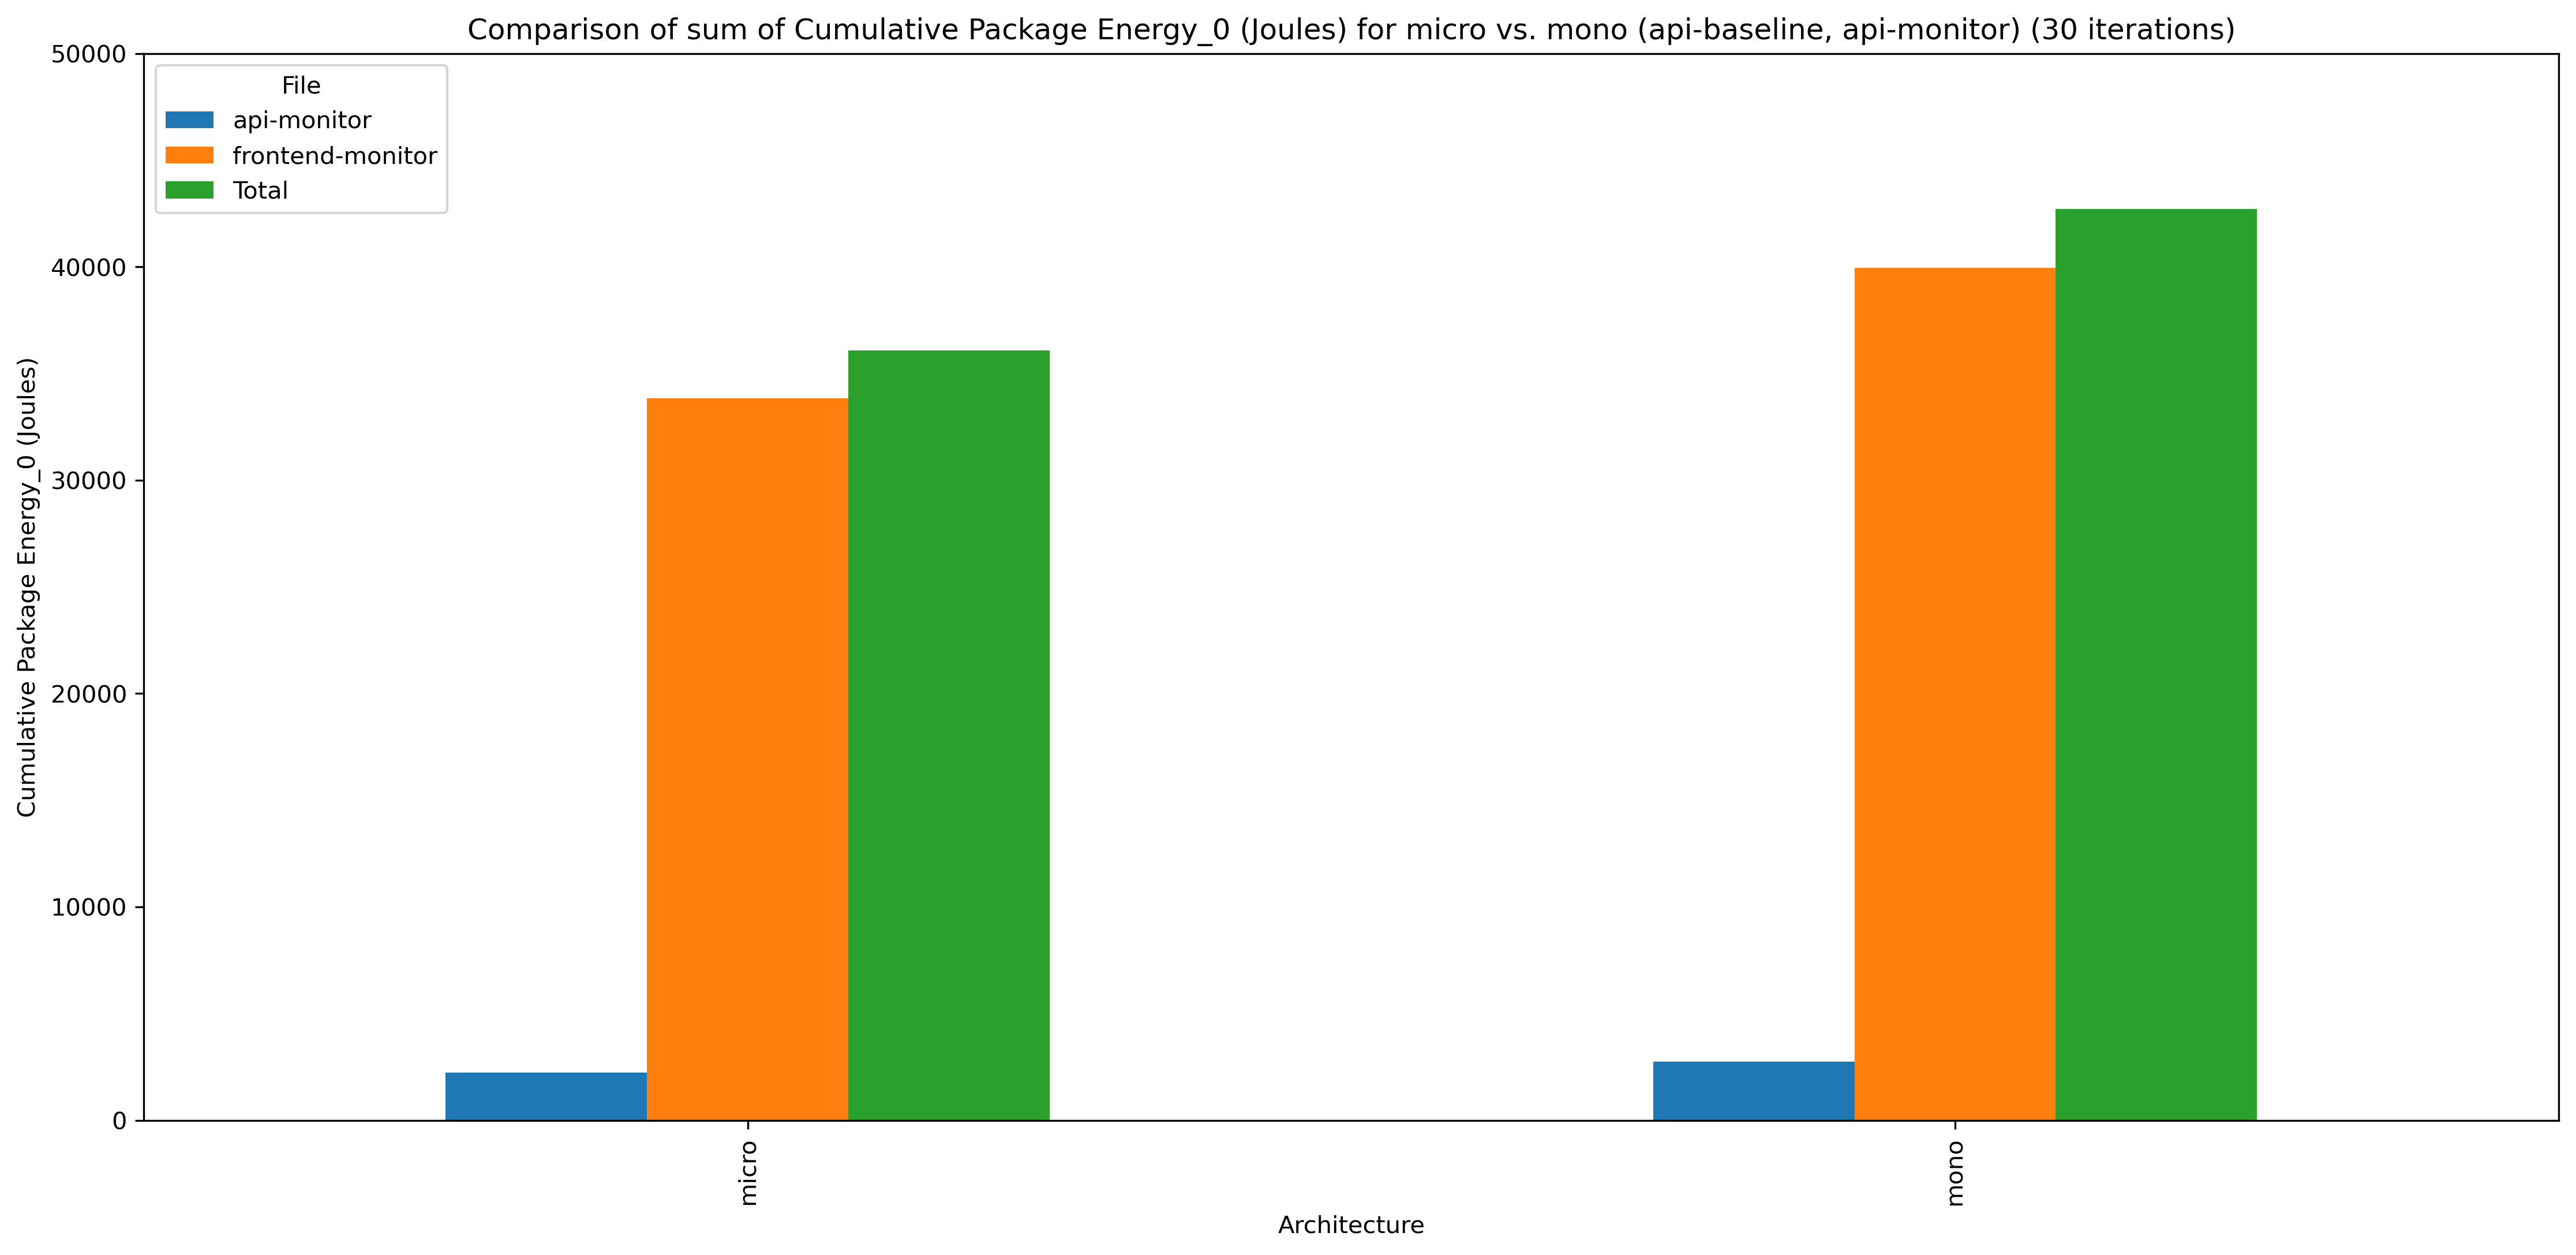 Comparison of sum of Cumulative Package Energy_0 (Joules) for micro vs. mono (api-baseline, api-monitor) (30 iterations)
File
api-monitor
frontend-monitor
Total
Cumulative Package Energy_0 (Joules)
50000
40000
30000
20000
10000
0
micro
mono
Architecture